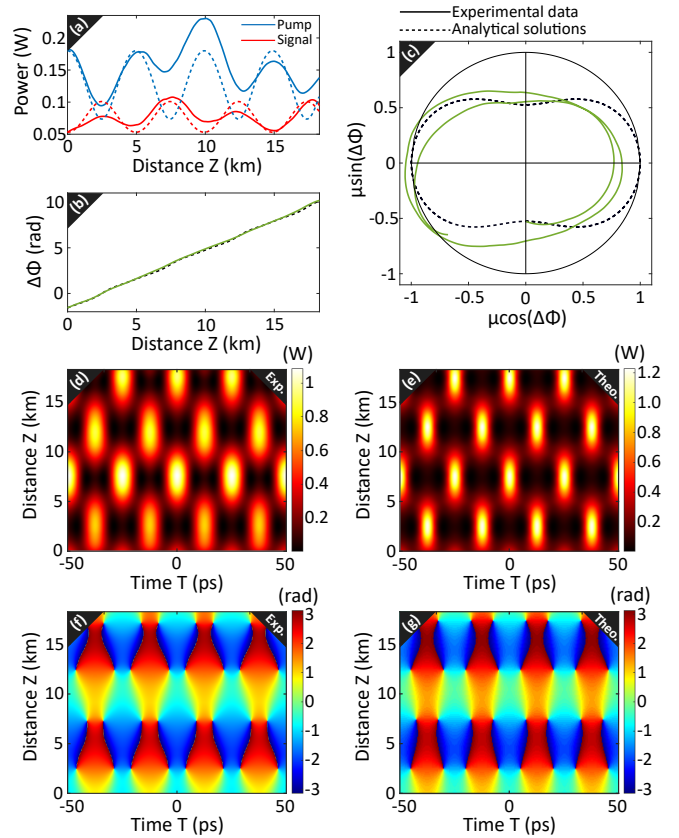 (a)
Pump
Signal
Power (W)
0.2
0.15
0.1
0.05
0
5
10
15
Distance Z (km)
(b)
ΔΦ (rad)
10
5
0
0
5
10
15
Distance Z (km)
Experimental data
Analytical solutions
(c)
μsin(ΔΦ)
1
0.5
0
-0.5
-1
-1
-0.5
0
0.5
1
μcos(ΔΦ)
(W)
(d)
Exp.
Distance Z (km)
15
10
5
0
-50
0
50
Time T (ps)
1
0.8
0.6
0.4
0.2
(W)
(e)
Theo.
Distance Z (km)
15
10
5
0
-50
0
50
Time T (ps)
1.2
1
0.8
0.6
0.4
0.2
(rad)
(f)
Exp.
Distance Z (km)
15
10
5
0
-50
0
50
Time T (ps)
3
2
1
0
-1
-2
-3
(rad)
(g)
Theo.
Distance Z (km)
15
10
5
0
-50
0
50
Time T (ps)
3
2
1
0
-1
-2
-3